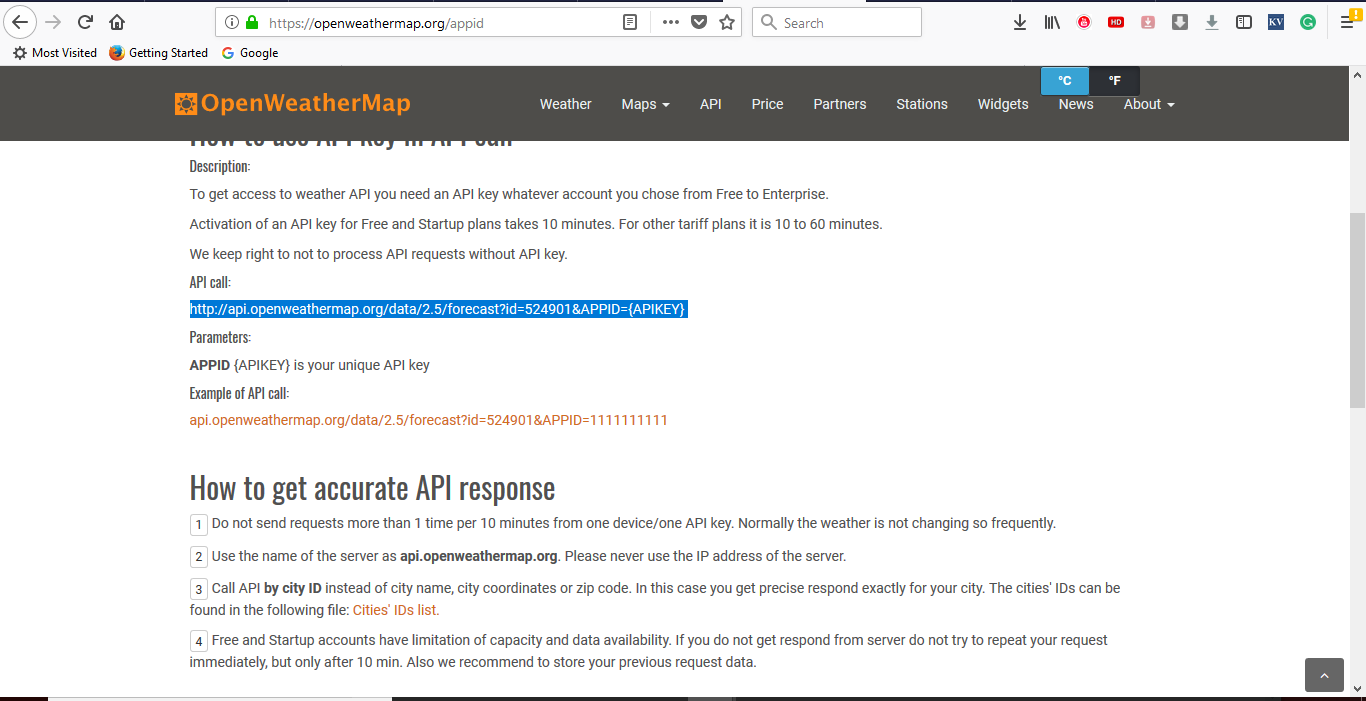 https://openweathermap.org/appid
Search
HD
KV
Most Visited
Getting Started
Google
°C
°F
OpenWeatherMap
Weather
Maps
API
Price
Partners
Stations
Widgets
News
About
How to use API key in API call
Description:
To get access to weather API you need an API key whatever account you chose from Free to Enterprise.
Activation of an API key for Free and Startup plans takes 10 minutes. For other tariff plans it is 10 to 60 minutes.
We keep right to not to process API requests without API key.
API call:
http://api.openweathermap.org/data/2.5/forecast?id=524901&APPID={APIKEY}
Parameters:
APPID {APIKEY} is your unique API key
Example of API call:
api.openweathermap.org/data/2.5/forecast?id=524901&APPID=1111111111
How to get accurate API response
1 Do not send requests more than 1 time per 10 minutes from one device/one API key. Normally the weather is not changing so frequently.
2 Use the name of the server as api.openweathermap.org. Please never use the IP address of the server.
3 Call API by city ID instead of city name, city coordinates or zip code. In this case you get precise respond exactly for your city. The cities' IDs can be
found in the following file: Cities' IDs list.
4 Free and Startup accounts have limitation of capacity and data availability. If you do not get respond from server do not try to repeat your request
immediately, but only after 10 min. Also we recommend to store your previous request data.